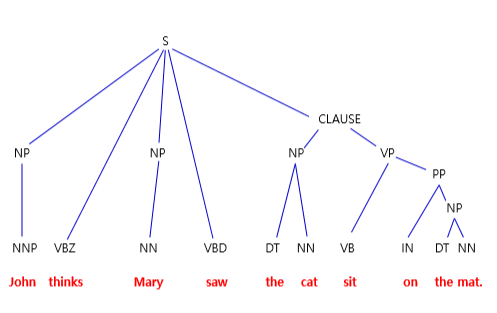 S
CLAUSE
NP NP NP VP
PP
NP
NNP VBZ NN VBD DT NN VB IN DT NN
John thinks Mary saw the cat sit on the mat.